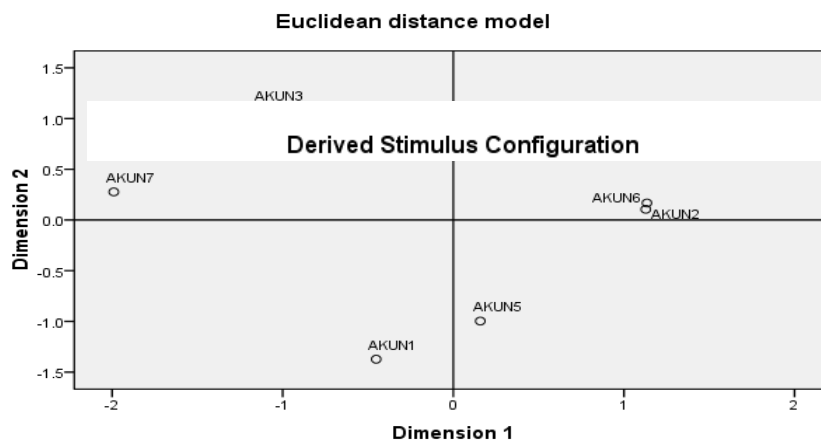 Euclidean distance model
1.5
AKUN3
1.0
Derived Stimulus Configuration
0.5
AKUN7
AKUN6
AKUN2
0.0
Dimension 2
-0.5
AKUN5
-1.0
AKUN1
-1.5
-2 -1 0 1 2
Dimension 1